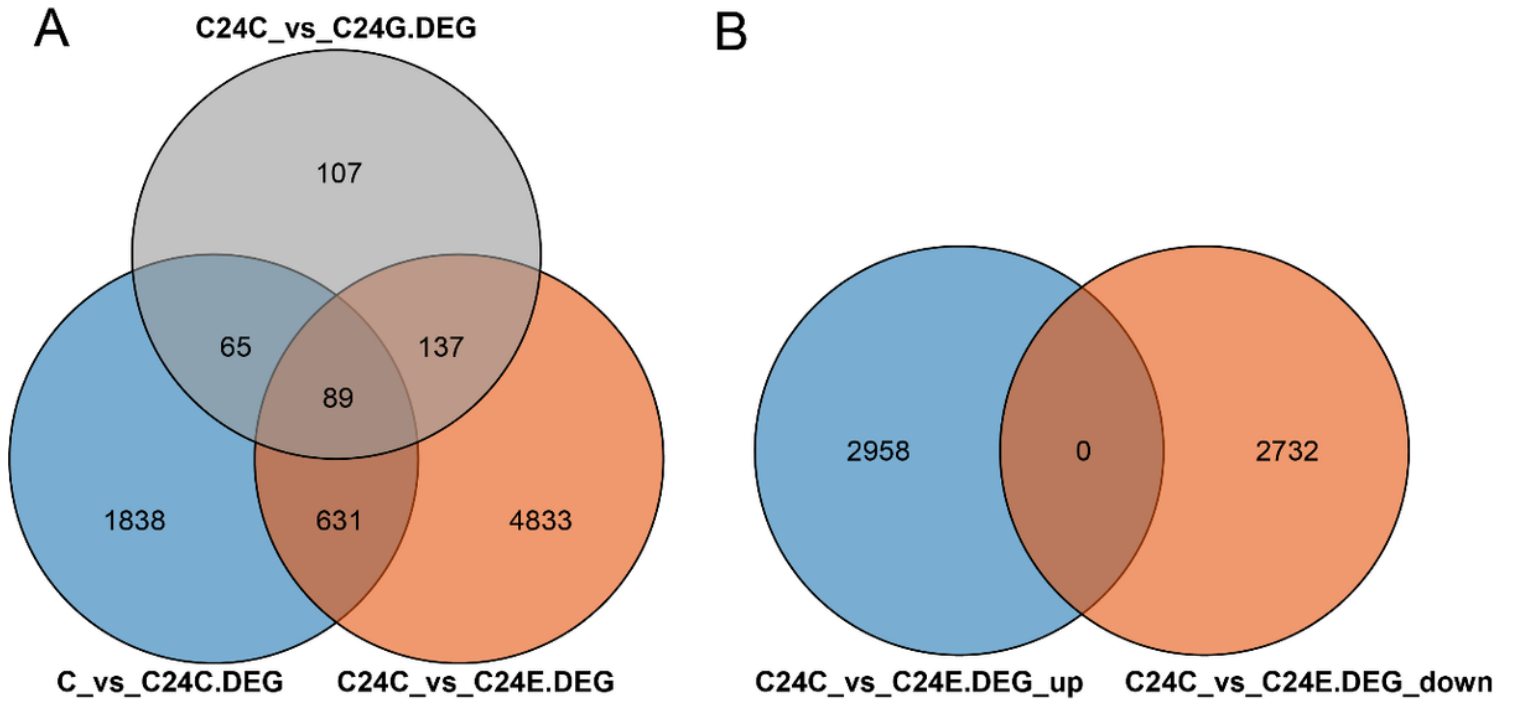 A
C24C_vs_C24G.DEG
107
65
137
89
1838
631
4833
C_vs_C24C.DEG
C24C_vs_C24E.DEG
B
2958
0
2732
C24C_vs_C24E.DEG_up
C24C_vs_C24E.DEG_down